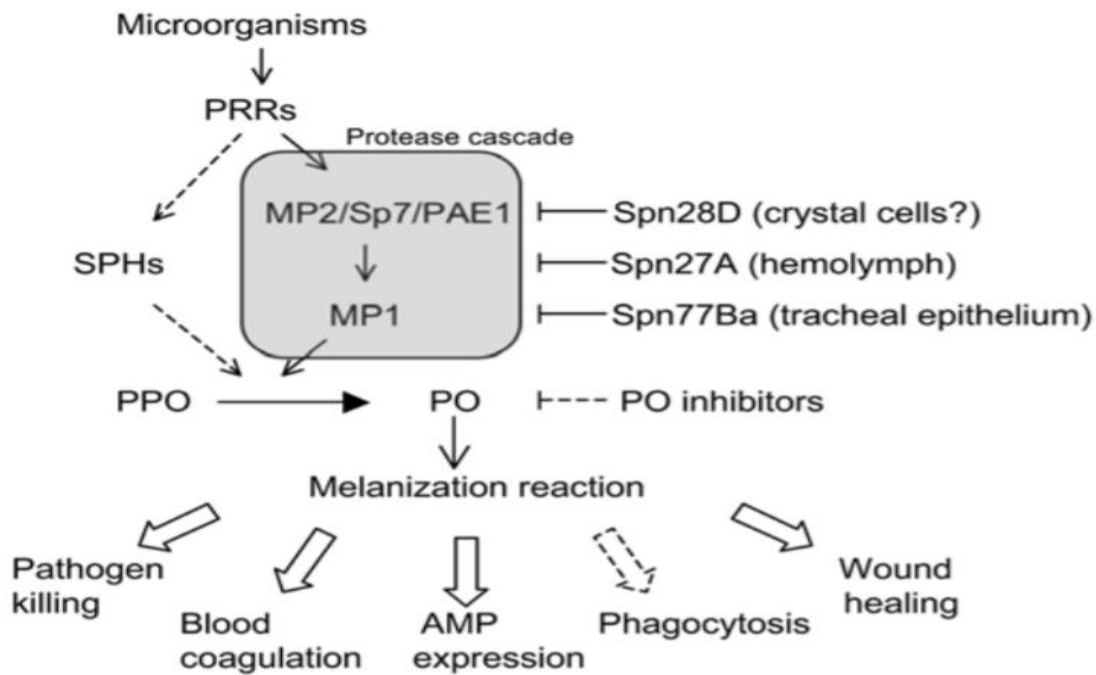 Microorganisms
PRRs
Protease cascade
MP2/Sp7/PAE1
Spn28D (crystal cells?)
SPHs
Spn27A (hemolymph)
MP1
Spn77Ba (tracheal epithelium)
PPO
PO
PO inhibitors
Melanization reaction
Pathogen
killing
Blood
coagulation
AMP
expression
Phagocytosis
Wound
healing